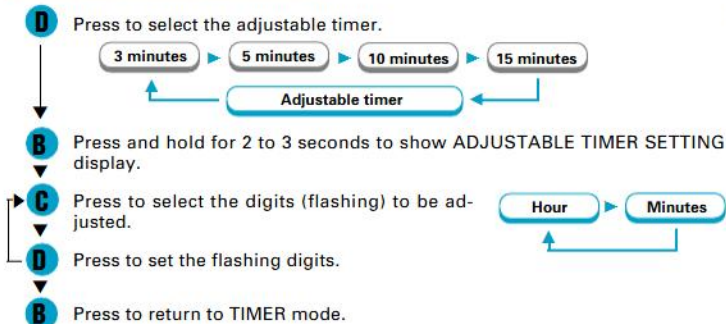 D Press to select the adjustable timer.
3 minutes 5 minutes 10 minutes 15 minutes
Adjustable timer
B Press and hold for 2 to 3 seconds to show ADJUSTABLE TIMER SETTING
display.
C Press to select the digits (flashing) to be ad-
justed.
Hour Minutes
D Press to set the flashing digits.
B Press to return to TIMER mode.